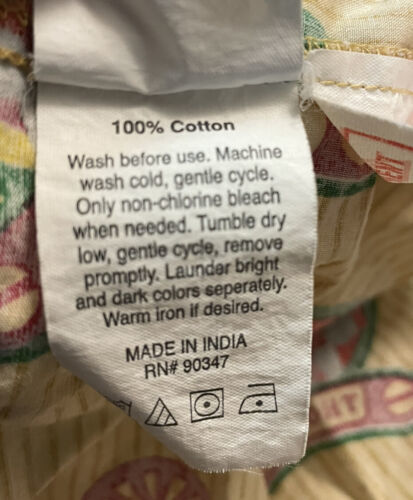 100% Cotton
Wash before use. Machine
wash cold, gentle cycle.
Only non-chlorine bleach
when needed. Tumble dry
low, gentle cycle, remove
promptly. Launder bright
and dark colors seperately.
Warm iron if desired.
MADE IN INDIA
RN# 90347